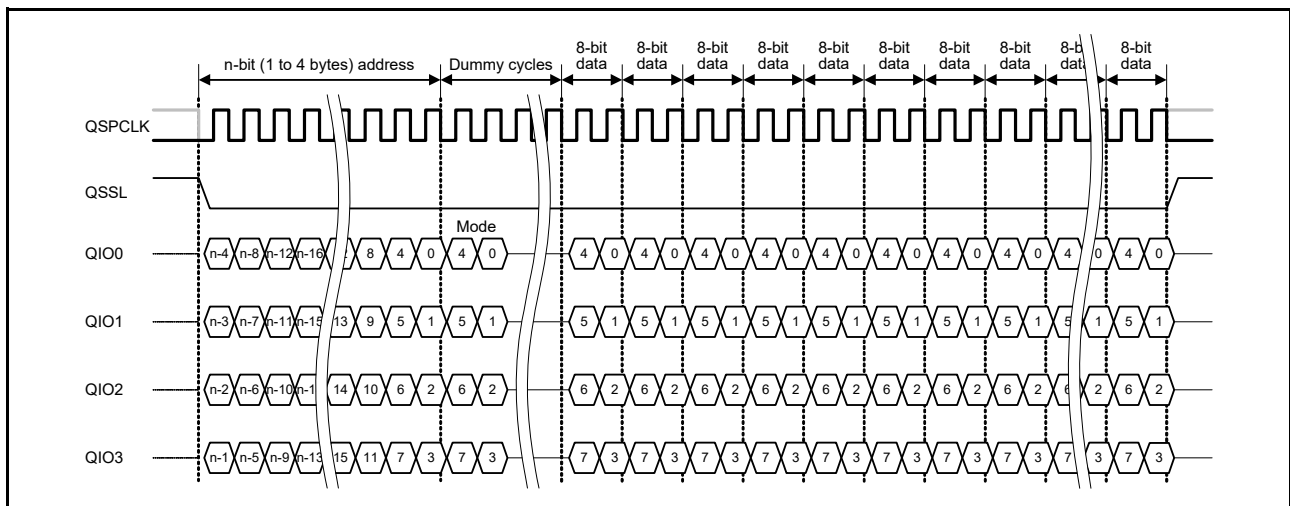 8-bit 8-bit 8-bit 8-bit 8-bit 8-bit 8-bit 8-bit 8-bit
n-bit (1 to 4 bytes) address Dummy cycles data data data data data data data data data data
QSPCLK
QSSL
Mode
QIO0 n-4 n-8 n-12 n-16 8 4 0 4 0 4 0 4 0 4 0 4 0 4 0 4 0 4 0 4 0 4 0 4 0
QIO1 n-3 n-7 n-11 n-15 13 9 5 1 5 1 5 1 5 1 5 1 5 1 5 1 5 1 5 1 5 1 5 1 5 1
QIO2 n-2 n-6 n-10 14 10 6 2 6 2 6 2 6 2 6 2 6 2 6 2 6 2 6 2 6 2 6 2 6 2
QIO3 n-1 n-5 n-9 n-13 15 11 7 3 7 3 7 3 7 3 7 3 7 3 7 3 7 3 7 3 7 3 7 3 7 3